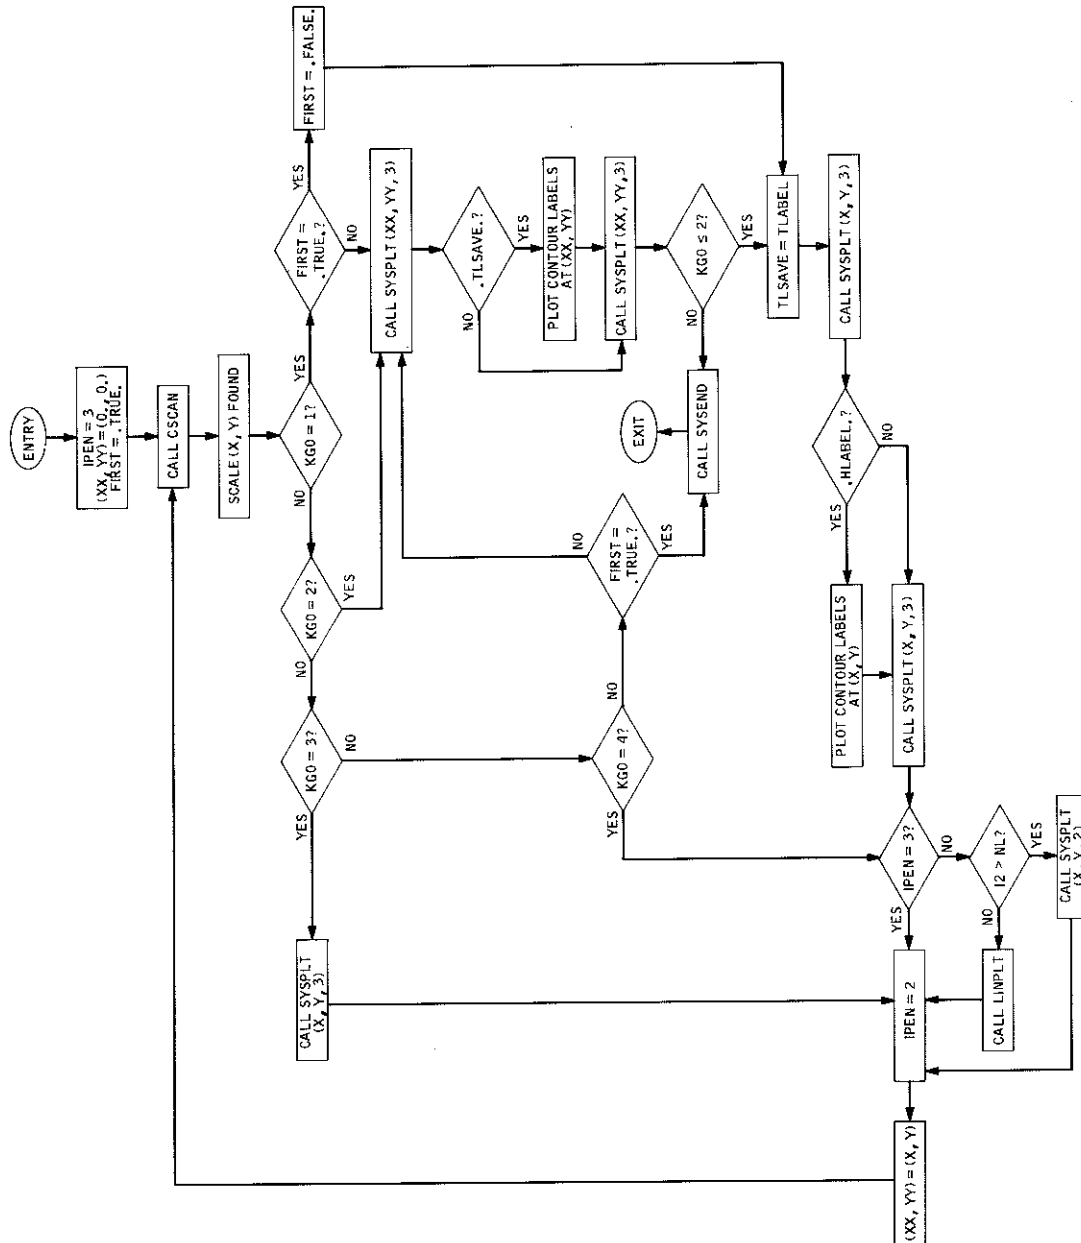 ENTRY
IPEN = 3
(XX, YY) = (0., 0.)
FIRST = .TRUE.
CALL CSCAN
SCALE (X, Y) FOUND
KGO = 1?
YES
NO
FIRST =
.TRUE.?
YES
NO
FIRST = .FALSE.
KGO = 2?
YES
NO
CALL SYSPLT (XX, YY, 3)
.TLSAVE.?
YES
NO
PLOT CONTOUR LABELS
AT (XX, YY)
CALL SYSPLT (XX, YY, 3)
KGO ≤ 2?
YES
NO
CALL SYSEND
EXIT
TLSAVE = TLABEL
CALL SYSPLT (X, Y, 3)
.HLABEL.?
YES
NO
PLOT CONTOUR LABELS
AT (X, Y)
CALL SYSPLT (X, Y, 3)
KGO = 3?
YES
NO
KGO = 4?
YES
NO
FIRST =
.TRUE.?
NO
YES
CALL SYSPLT
(X, Y, 3)
IPEN = 3?
YES
NO
I2 > NL?
YES
NO
CALL SYSPLT
(X, Y, 2)
CALL LINPLT
IPEN = 2
(XX, YY) = (X, Y)